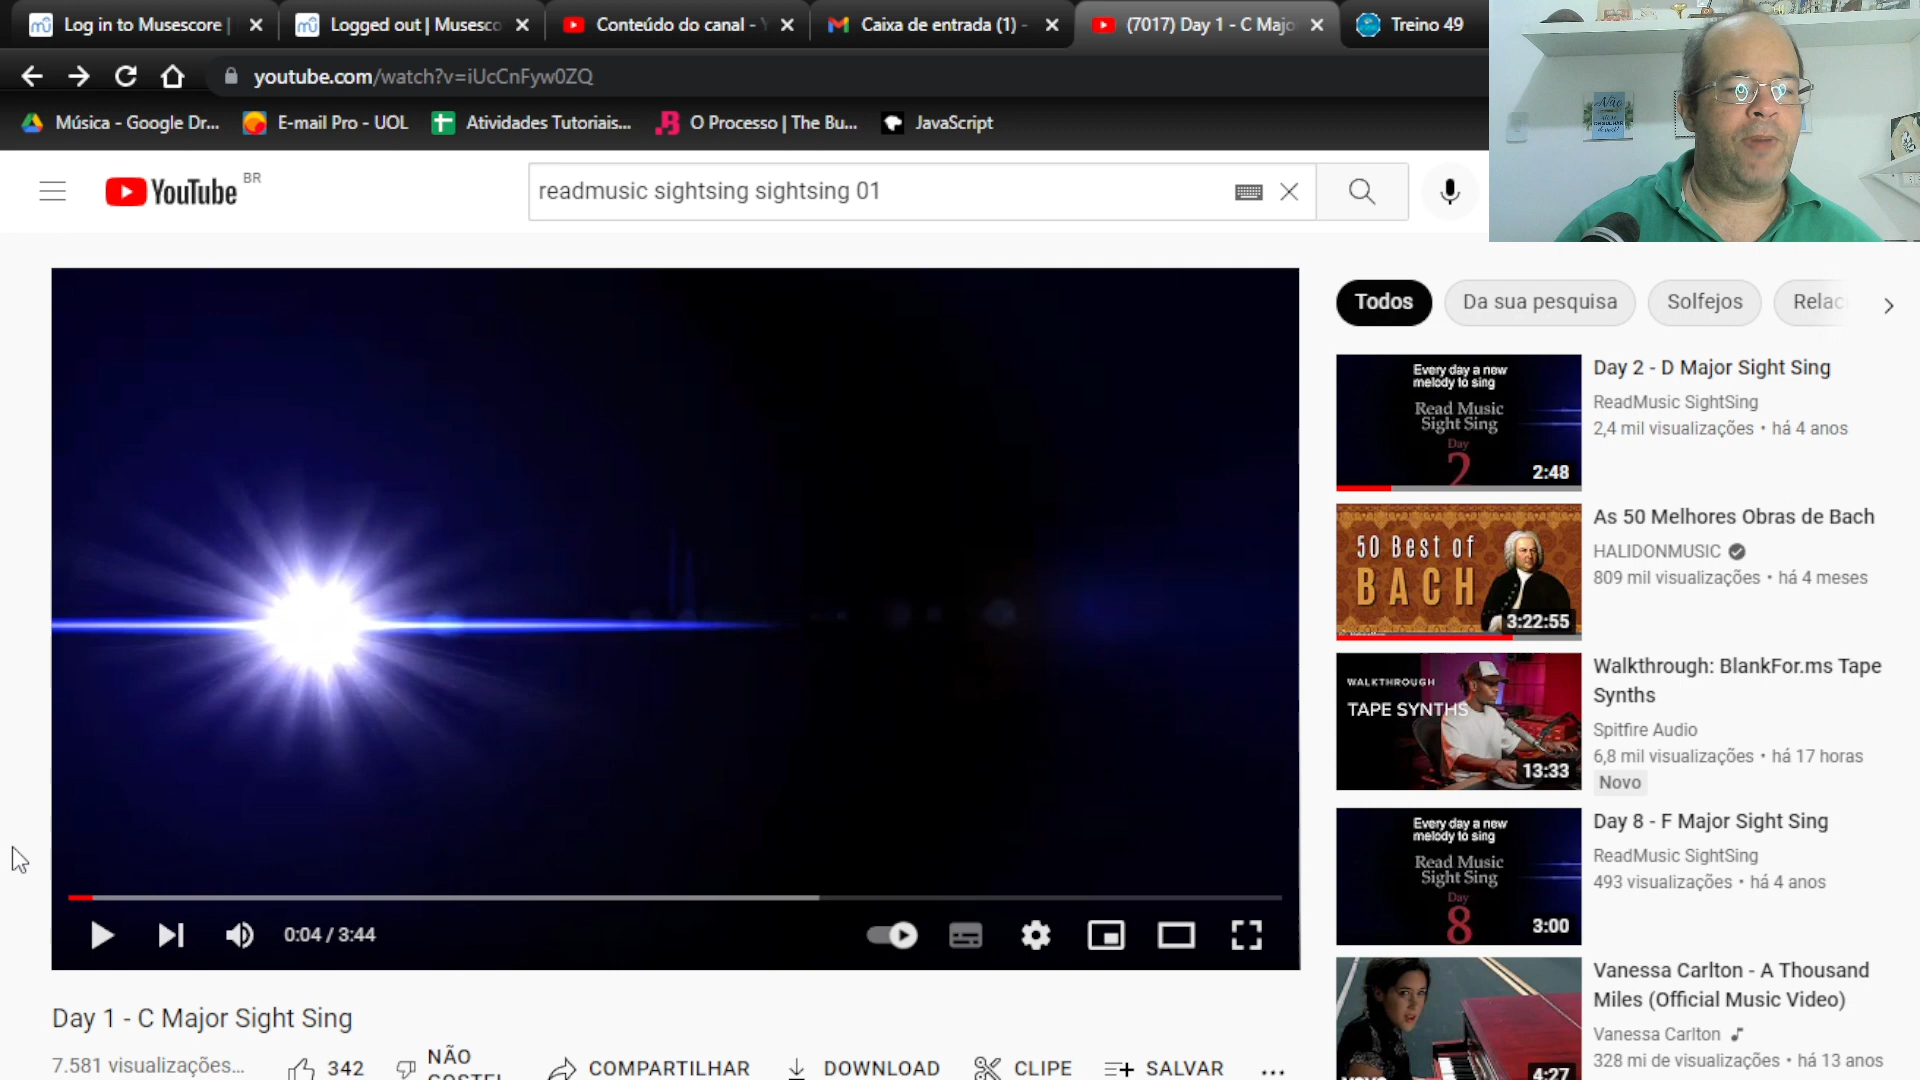 Log in to Musescore |
Logged out | Musesco
Conteúdo do canal - Y
Caixa de entrada (1) -
(7017) Day 1 - C Majo
Treino 49
youtube.com/watch?v=iUcCnFyw0ZQ
Música - Google Dr...
E-mail Pro - UOL
Atividades Tutoriais...
O Processo | The Bu...
JavaScript
YouTube BR
readmusic sightsing sightsing 01
Não
Todos
Da sua pesquisa
Solfejos
Relac
Every day a new
melody to sing
Read Music
Sight Sing
Day
2
2:48
Day 2 - D Major Sight Sing
ReadMusic SightSing
2,4 mil visualizações • há 4 anos
50 Best of
BACH
3:22:55
As 50 Melhores Obras de Bach
HALIDONMUSIC
809 mil visualizações • há 4 meses
WALKTHROUGH
TAPE SYNTHS
13:33
Walkthrough: BlankFor.ms Tape
Synths
Spitfire Audio
6,8 mil visualizações • há 17 horas
Novo
Every day a new
melody to sing
Read Music
Sight Sing
Day
8
3:00
Day 8 - F Major Sight Sing
ReadMusic SightSing
493 visualizações • há 4 anos
4:27
Vanessa Carlton - A Thousand
Miles (Official Music Video)
Vanessa Carlton
328 mi de visualizações • há 13 anos
0:04 / 3:44
Day 1 - C Major Sight Sing
7.581 visualizações...
342
NÃO
COMPARTILHAR
DOWNLOAD
CLIPE
SALVAR